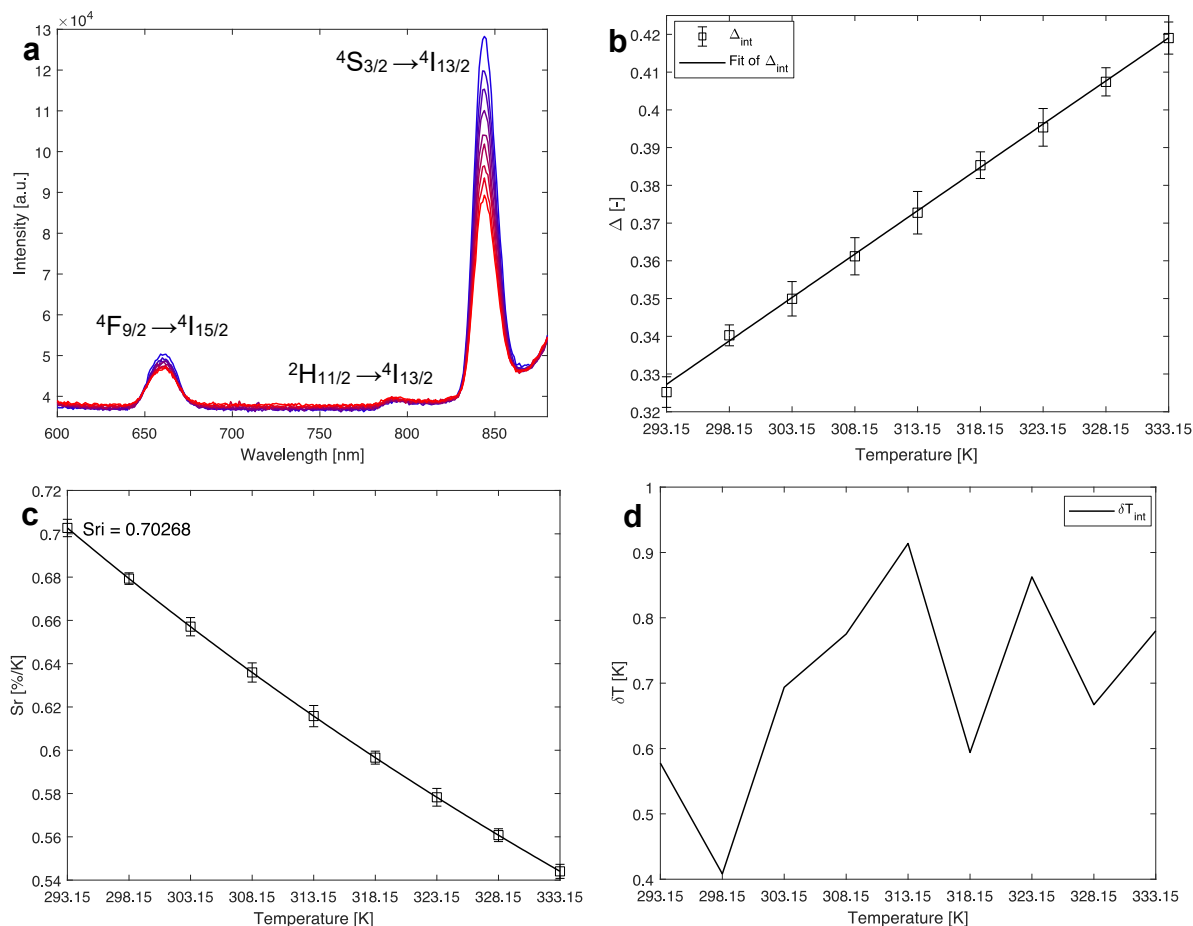 a
×10⁴
13
12
11
10
9
8
7
6
5
4
Intensity [a.u.]
⁴S₃/₂→⁴I₁₃/₂
⁴F₉/₂→⁴I₁₅/₂
²H₁₁/₂→⁴I₁₃/₂
600 650 700 750 800 850
Wavelength [nm]
b
Δint
Fit of Δint
0.42
0.41
0.4
0.39
0.38
0.37
0.36
0.35
0.34
0.33
0.32
Δ [-]
293.15 298.15 303.15 308.15 313.15 318.15 323.15 328.15 333.15
Temperature [K]
c
Sri = 0.70268
0.72
0.7
0.68
0.66
0.64
0.62
0.6
0.58
0.56
0.54
Sr [%/K]
293.15 298.15 303.15 308.15 313.15 318.15 323.15 328.15 333.15
Temperature [K]
d
δTint
1
0.9
0.8
0.7
0.6
0.5
0.4
δT [K]
293.15 298.15 303.15 308.15 313.15 318.15 323.15 328.15 333.15
Temperature [K]